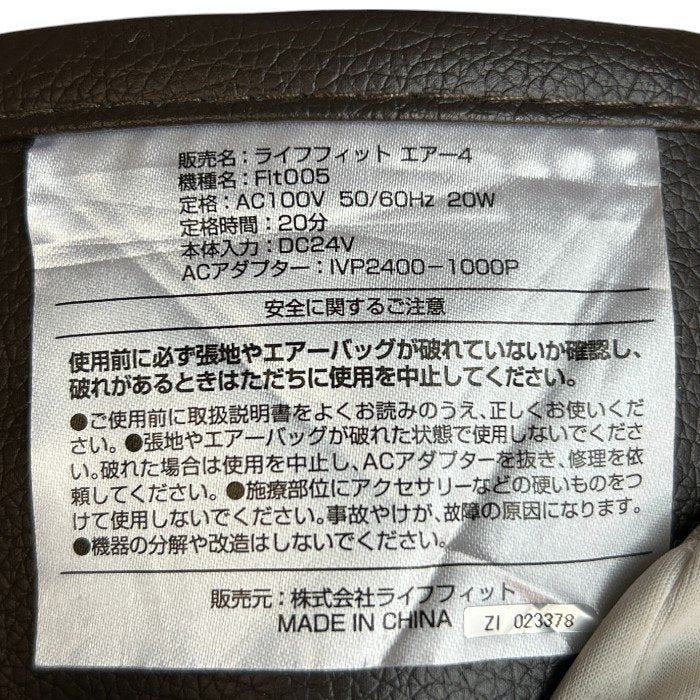 販売名：ライフフィット エアー4
機種名：Fit005
定格：AC100V 50/60Hz 20W
定格時間：20分
本体入力：DC24V
ACアダプター：IVP2400−1000P
安全に関するご注意
使用前に必ず張地やエアーバッグが破れていないか確認し、
破れがあるときはただちに使用を中止してください。
●ご使用前に取扱説明書をよくお読みのうえ、正しくお使いくだ
さい。●張地やエアーバッグが破れた状態で使用しないでくださ
い。破れた場合は使用を中止し、ACアダプターを抜き、修理を依
頼してください。●施療部位にアクセサリーなどの硬いものをつ
けて使用しないでください。事故やけが、故障の原因になります。
●機器の分解や改造はしないでください。
販売元：株式会社ライフフィット
MADE IN CHINA ZI 023378